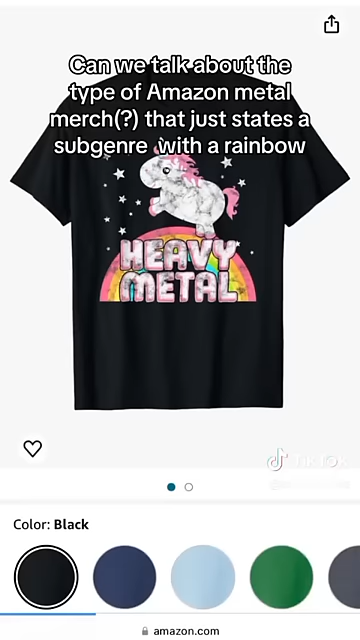 Can we talk about the
type of Amazon metal
merch(?) that just states a
subgenre with a rainbow
HEAVY
METAL
TikTok
Color: Black
amazon.com